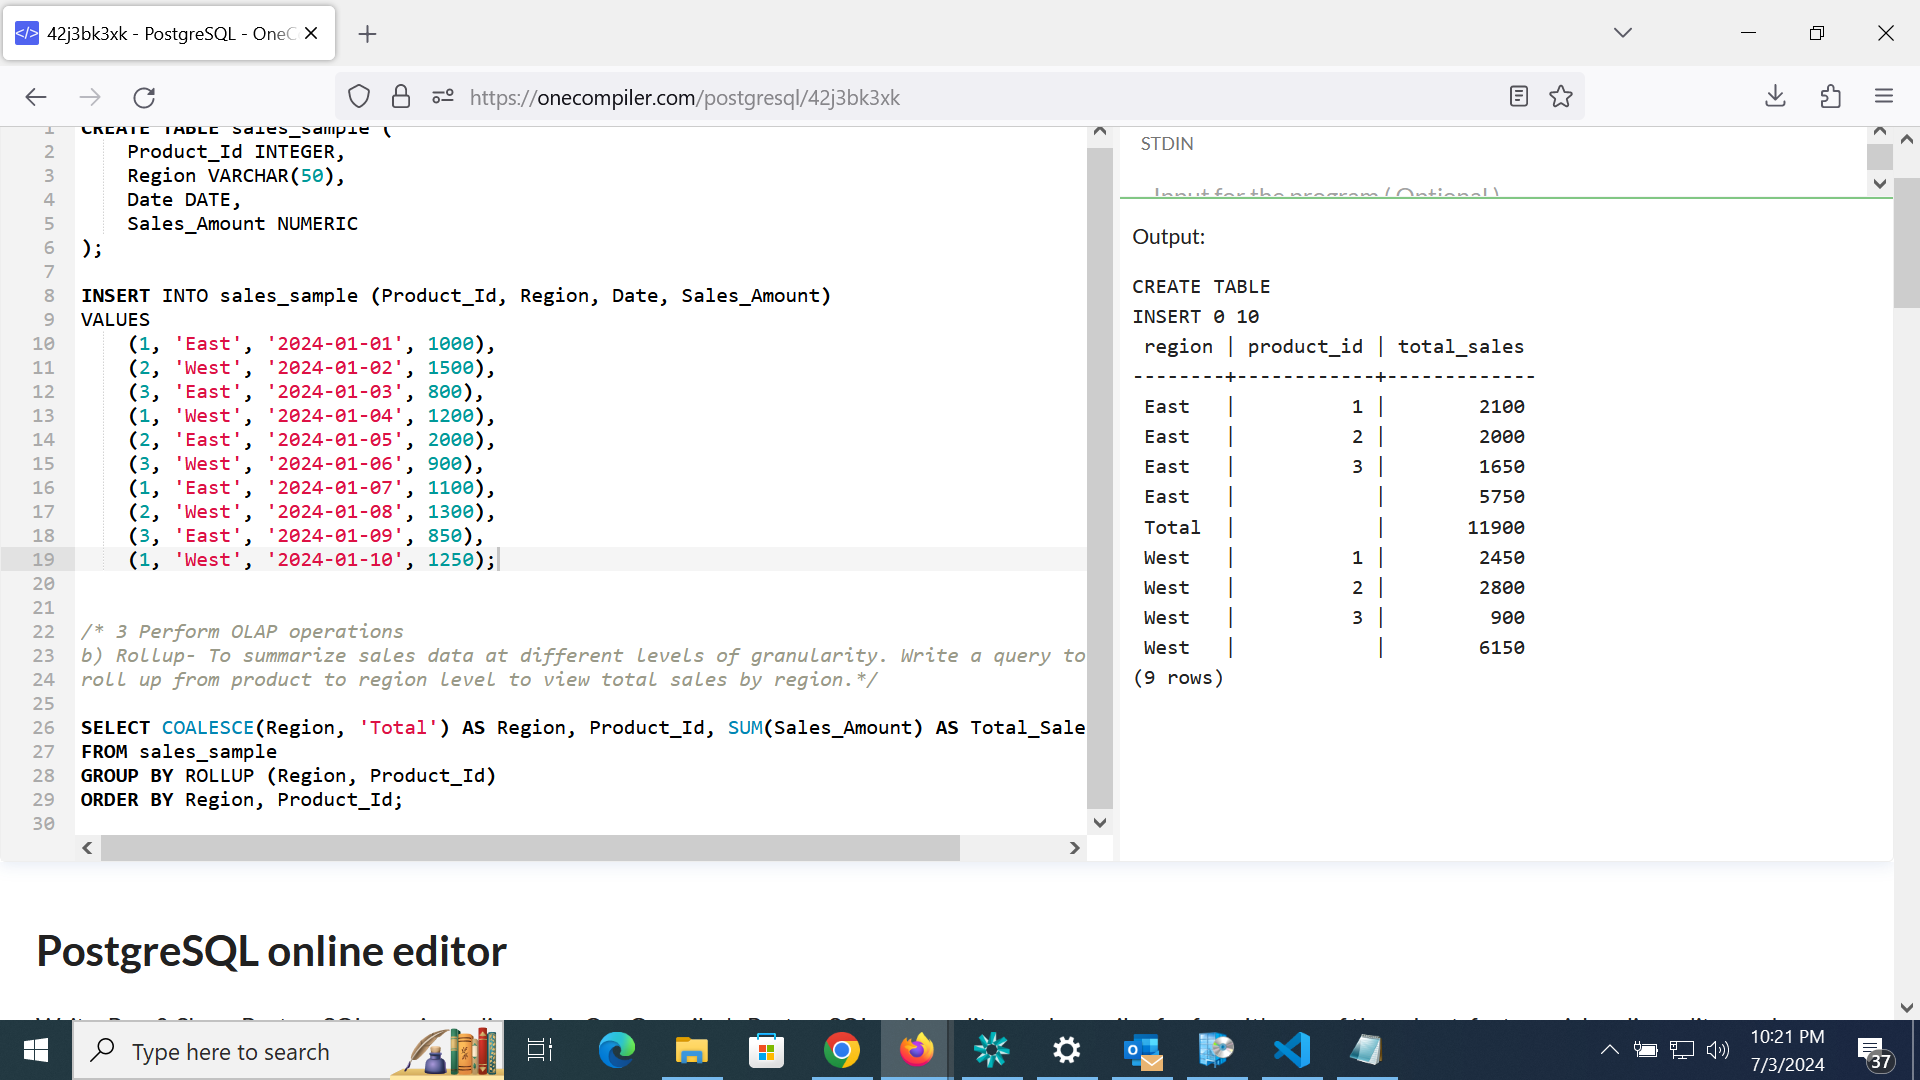 42j3bk3xk - PostgreSQL - OneC
https://onecompiler.com/postgresql/42j3bk3xk
1 CREATE TABLE sales_sample (
2 Product_Id INTEGER,
3 Region VARCHAR(50),
4 Date DATE,
5 Sales_Amount NUMERIC
6 );
7
8 INSERT INTO sales_sample (Product_Id, Region, Date, Sales_Amount)
9 VALUES
10 (1, 'East', '2024-01-01', 1000),
11 (2, 'West', '2024-01-02', 1500),
12 (3, 'East', '2024-01-03', 800),
13 (1, 'West', '2024-01-04', 1200),
14 (2, 'East', '2024-01-05', 2000),
15 (3, 'West', '2024-01-06', 900),
16 (1, 'East', '2024-01-07', 1100),
17 (2, 'West', '2024-01-08', 1300),
18 (3, 'East', '2024-01-09', 850),
19 (1, 'West', '2024-01-10', 1250);
20
21
22 /* 3 Perform OLAP operations
23 b) Rollup- To summarize sales data at different levels of granularity. Write a query to
24 roll up from product to region level to view total sales by region.*/
25
26 SELECT COALESCE(Region, 'Total') AS Region, Product_Id, SUM(Sales_Amount) AS Total_Sale
27 FROM sales_sample
28 GROUP BY ROLLUP (Region, Product_Id)
29 ORDER BY Region, Product_Id;
30
STDIN
Input for the program ( Optional )
Output:
CREATE TABLE
INSERT 0 10
region | product_id | total_sales
--------+------------+-------------
East | 1 | 2100
East | 2 | 2000
East | 3 | 1650
East | | 5750
Total | | 11900
West | 1 | 2450
West | 2 | 2800
West | 3 | 900
West | | 6150
(9 rows)
PostgreSQL online editor
Type here to search
10:21 PM
7/3/2024
37